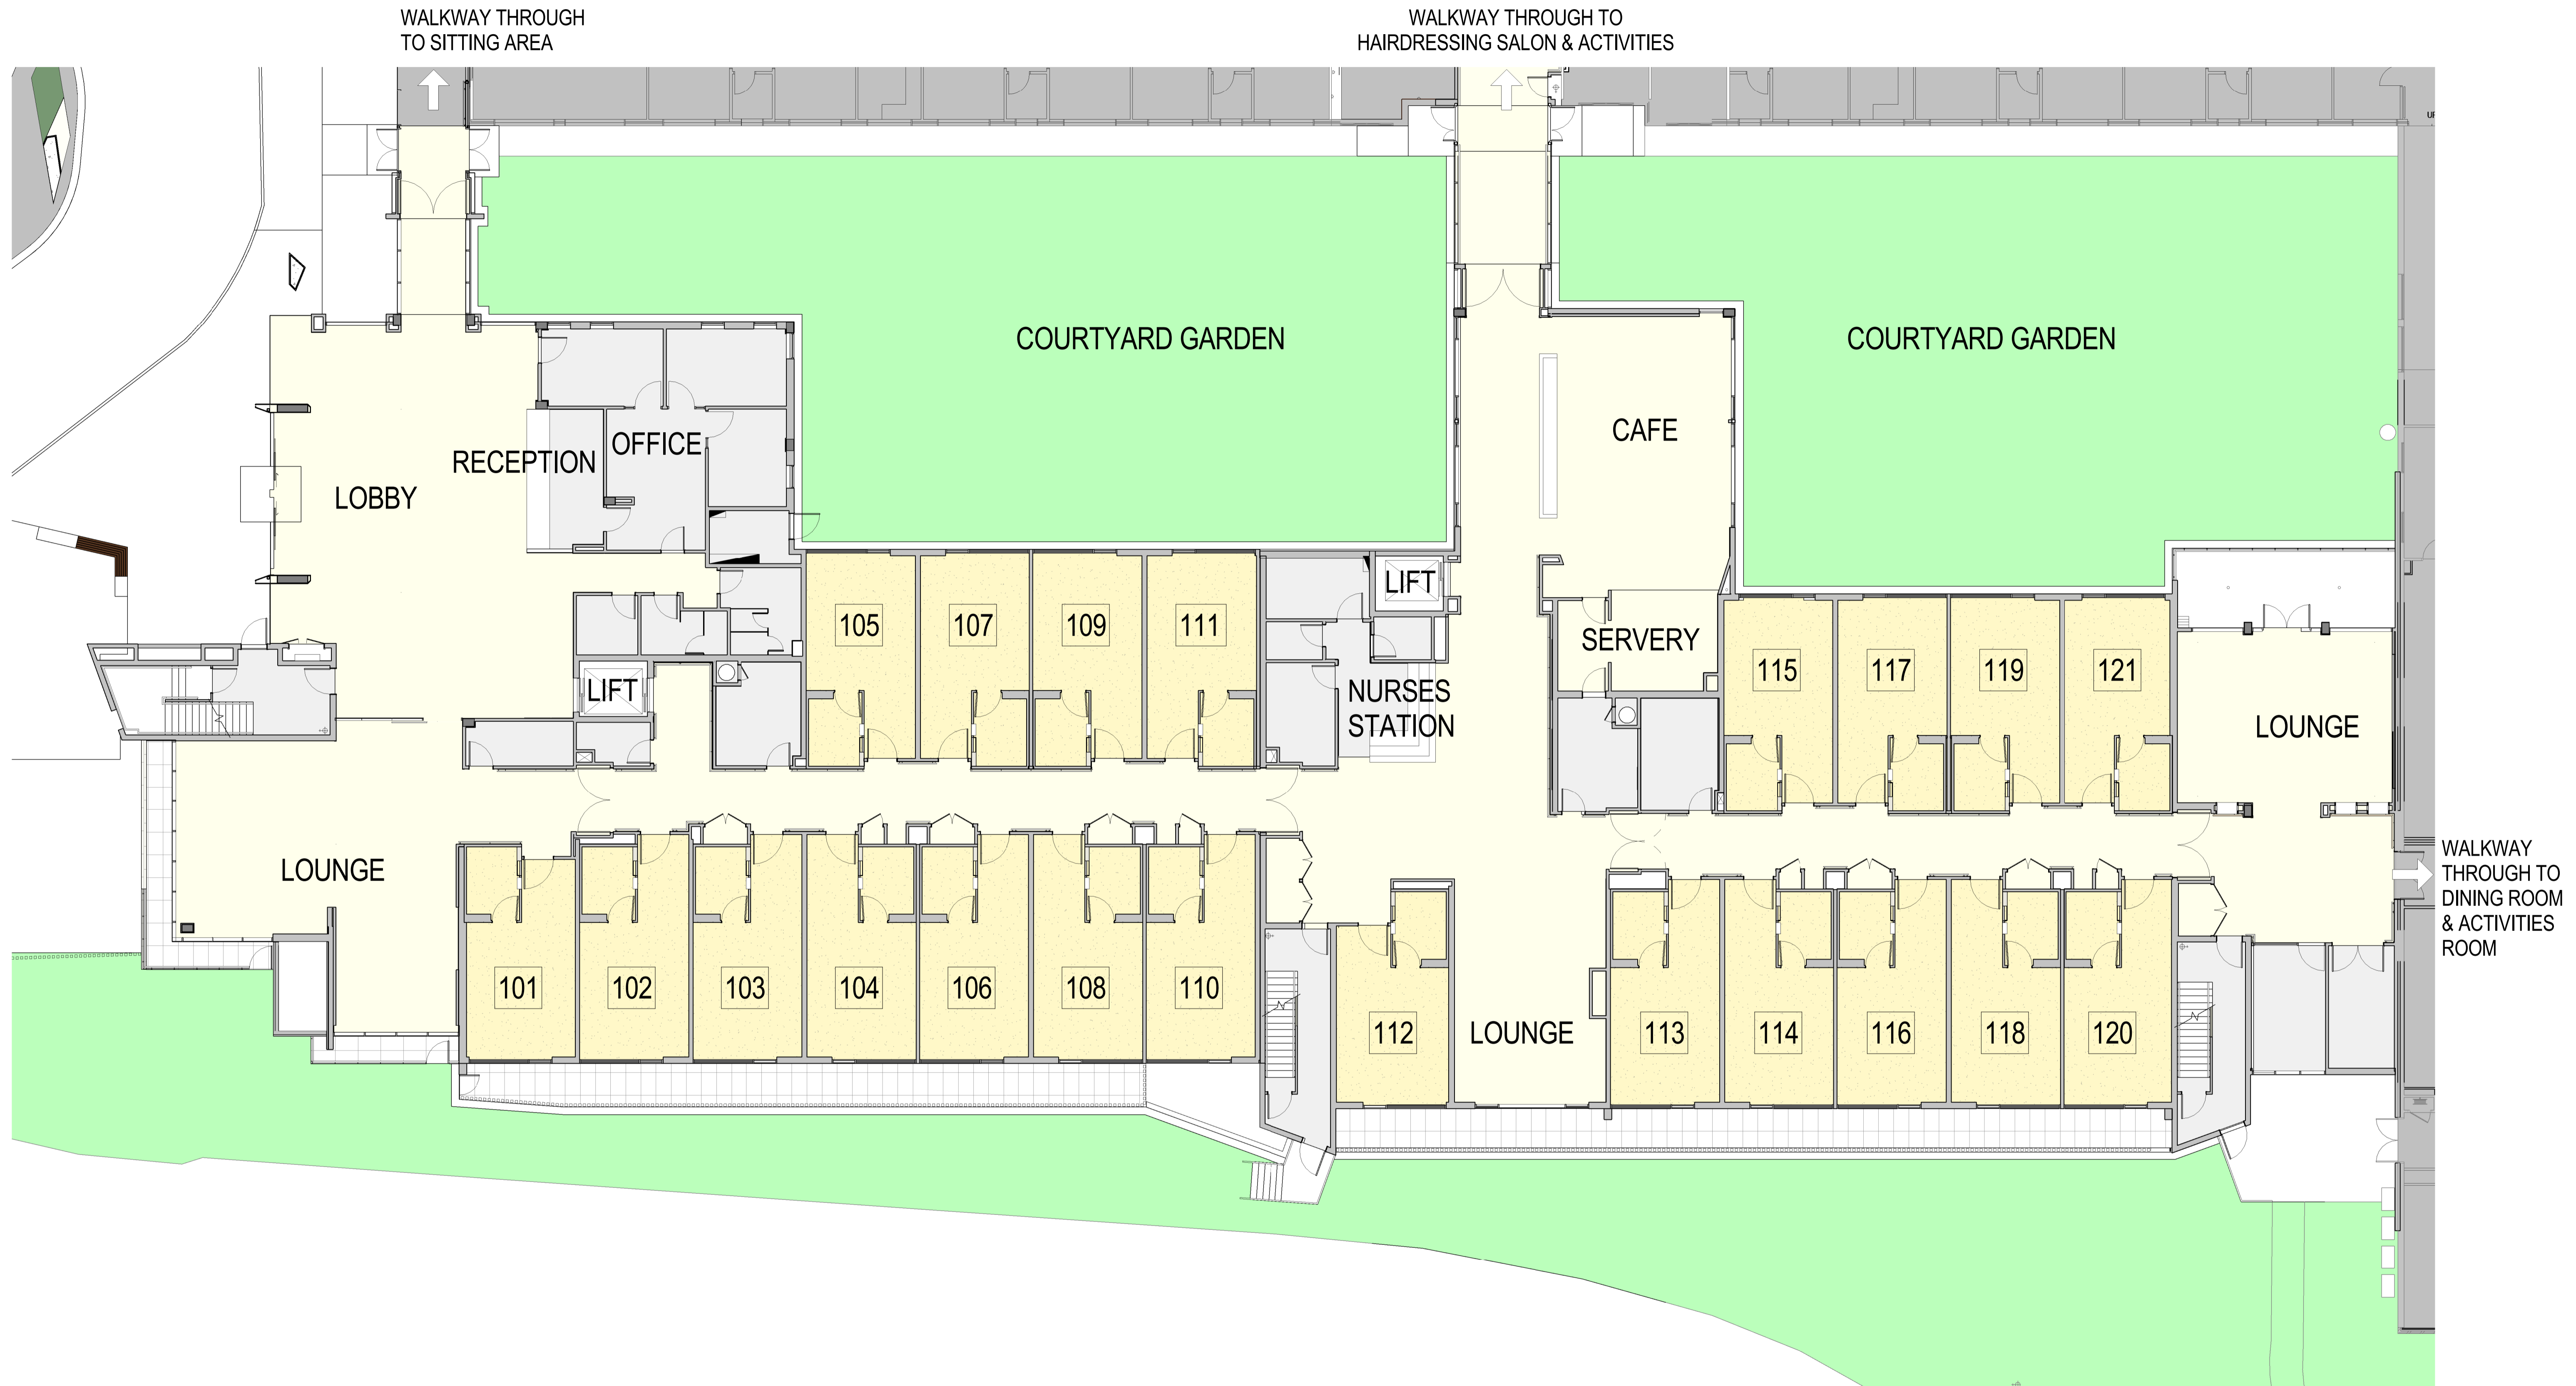 WALKWAY THROUGH
TO SITTING AREA
WALKWAY THROUGH TO
HAIRDRESSING SALON & ACTIVITIES
UP
COURTYARD GARDEN
COURTYARD GARDEN
CAFE
OFFICE
RECEPTION
LOBBY
LIFT
105
107
109
111
SERVERY
115
117
119
121
LIFT
NURSES
STATION
LOUNGE
LOUNGE
WALKWAY
THROUGH TO
DINING ROOM
& ACTIVITIES
ROOM
101
102
103
104
106
108
110
112
LOUNGE
113
114
116
118
120